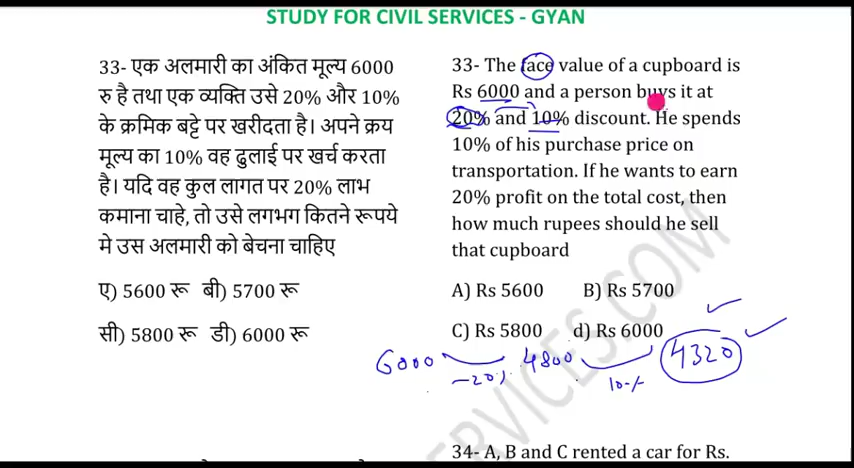 STUDY FOR CIVIL SERVICES - GYAN
33- एक अलमारी का अंकित मूल्य 6000
रु है तथा एक व्यक्ति उसे 20% और 10%
के क्रमिक बट्टे पर खरीदता है। अपने क्रय
मूल्य का 10% वह ढुलाई पर खर्च करता
है। यदि वह कुल लागत पर 20% लाभ
कमाना चाहे, तो उसे लगभग कितने रूपये
मे उस अलमारी को बेचना चाहिए
ए) 5600 रू बी) 5700 रू
सी) 5800 रू डी) 6000 रू
33- The face value of a cupboard is
Rs 6000 and a person buys it at
20% and 10% discount. He spends
10% of his purchase price on
transportation. If he wants to earn
20% profit on the total cost, then
how much rupees should he sell
that cupboard
A) Rs 5600 B) Rs 5700
C) Rs 5800 d) Rs 6000
6000 4800 4320
-20% 10%
SERVICES.COM
34- A, B and C rented a car for Rs.